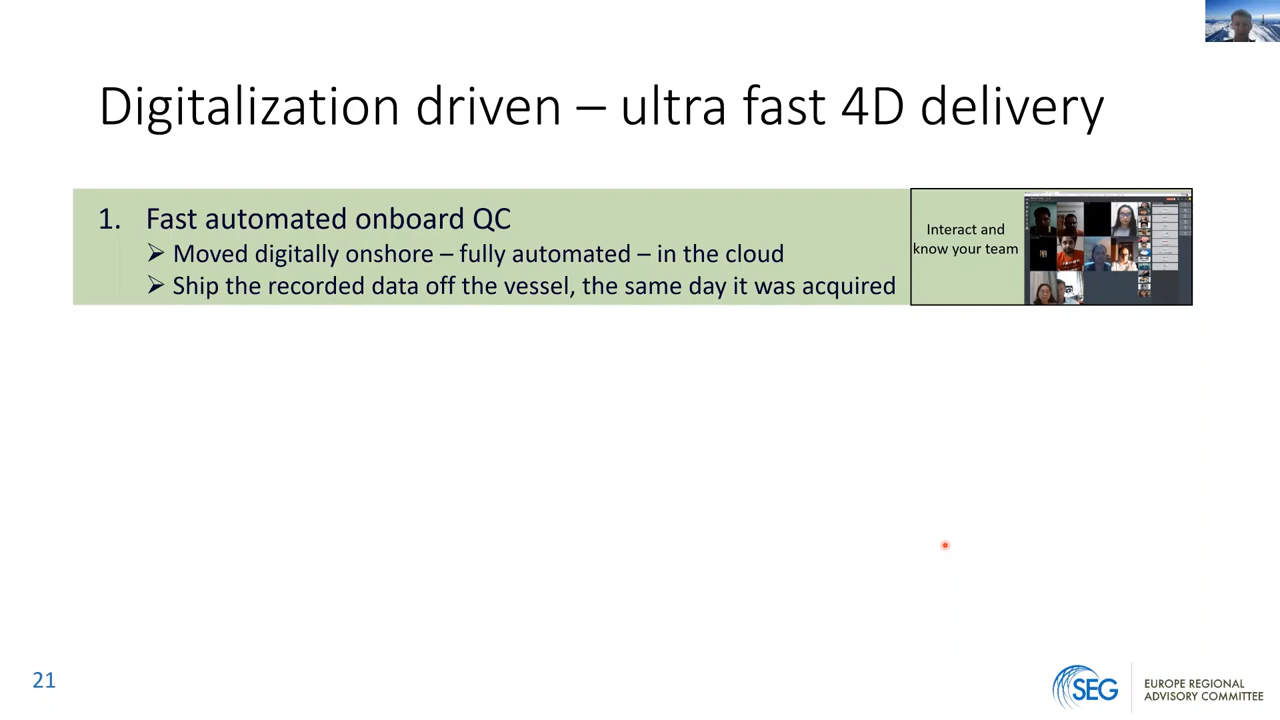 Digitalization driven – ultra fast 4D delivery
1. Fast automated onboard QC
➢ Moved digitally onshore – fully automated – in the cloud
➢ Ship the recorded data off the vessel, the same day it was acquired
Interact and
know your team
21
SEG
EUROPE REGIONAL
ADVISORY COMMITTEE